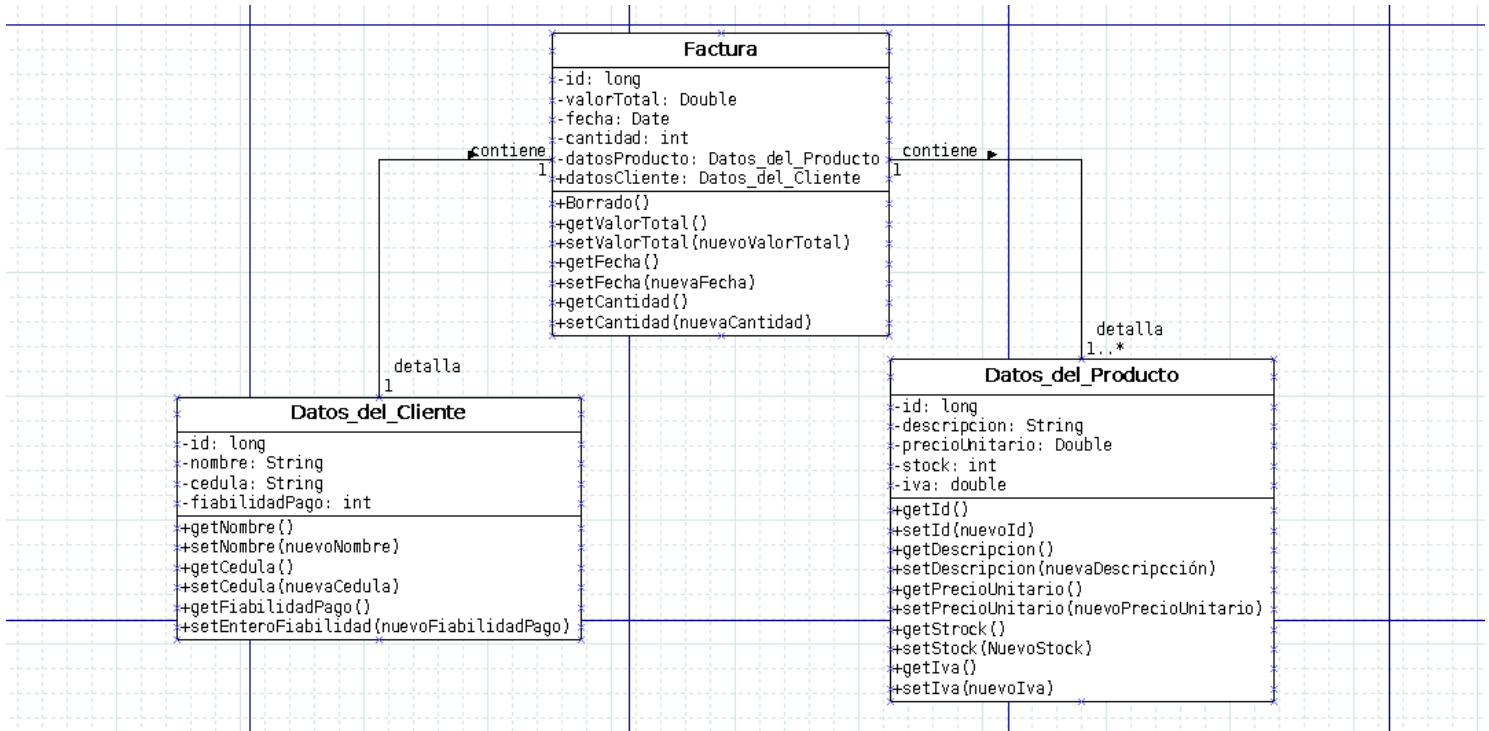 Factura
-id: long
-valorTotal: Double
-fecha: Date
-cantidad: int
-datosProducto: Datos_del_Producto
+datosCliente: Datos_del_Cliente
+Borrado()
+getValorTotal()
+setValorTotal(nuevoValorTotal)
+getFecha()
+setFecha(nuevaFecha)
+getCantidad()
+setCantidad(nuevaCantidad)
contiene
1
detalla
1
contiene
1
detalla
1..*
Datos_del_Cliente
-id: long
-nombre: String
-cedula: String
-fiabilidadPago: int
+getNombre()
+setNombre(nuevoNombre)
+getCedula()
+setCedula(nuevaCedula)
+getFiabilidadPago()
+setEnteroFiabilidad(nuevoFiabilidadPago)
Datos_del_Producto
-id: long
-descripcion: String
-precioUnitario: Double
-stock: int
-iva: double
+getId()
+setId(nuevoId)
+getDescripcion()
+setDescripcion(nuevaDescripcción)
+getPrecioUnitario()
+setPrecioUnitario(nuevoPrecioUnitario)
+getStrock()
+setStock(NuevoStock)
+getIva()
+setIva(nuevoIva)